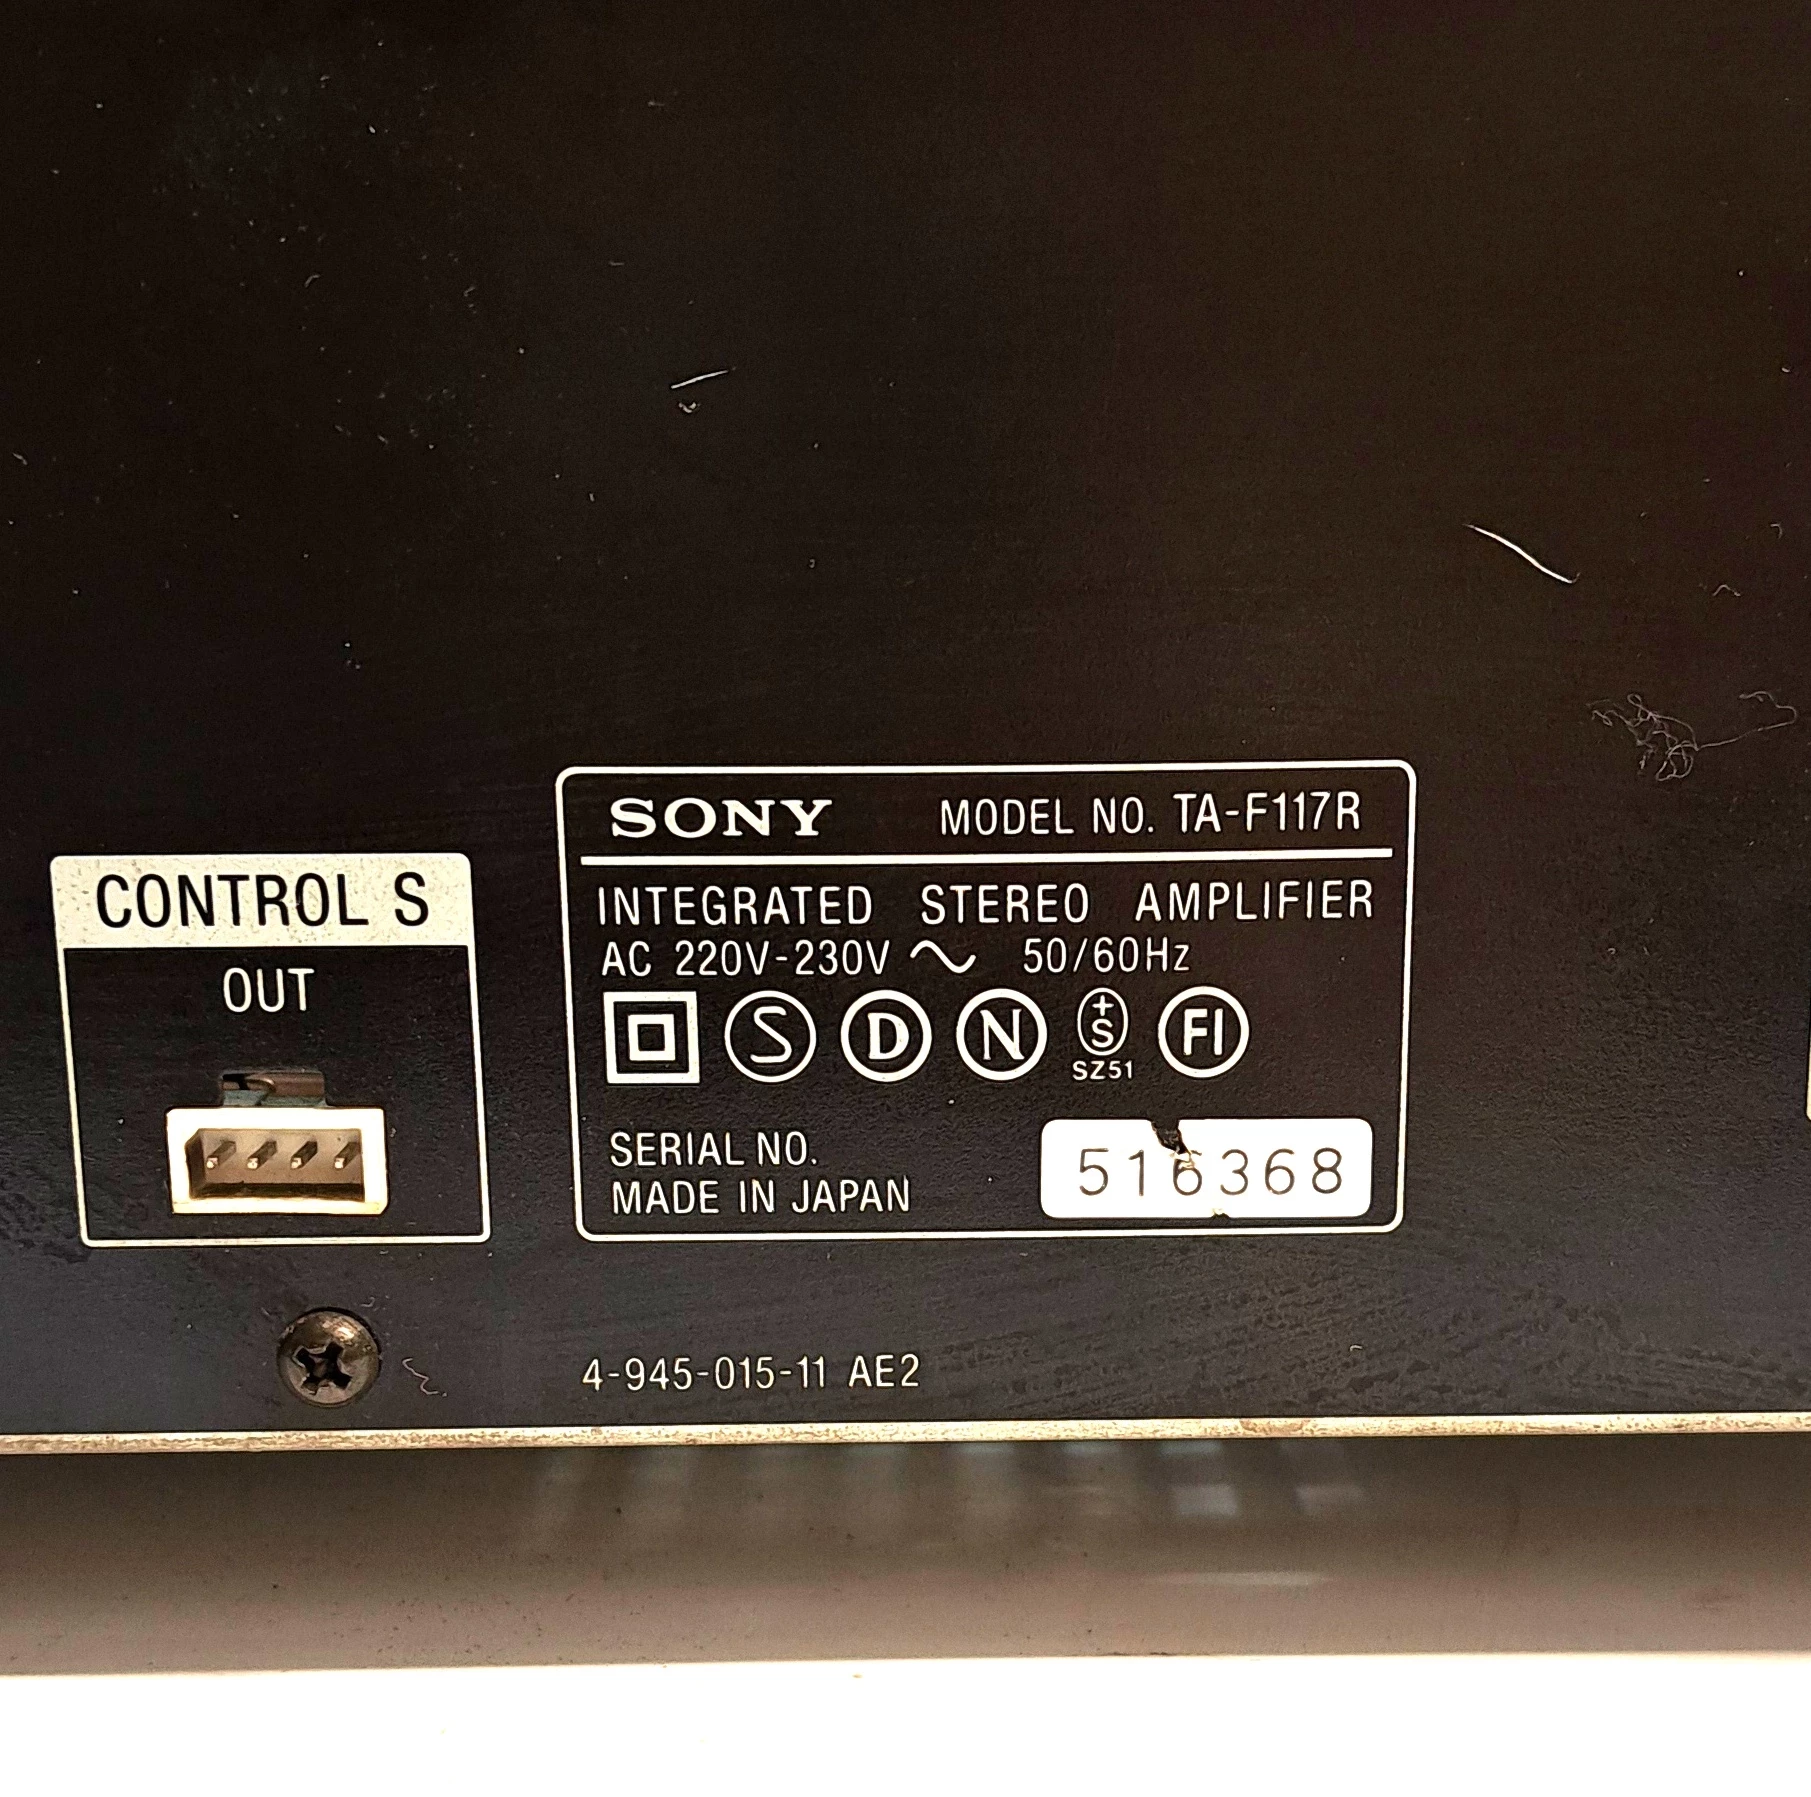 CONTROL S
OUT
SONY MODEL NO. TA-F117R
INTEGRATED STEREO AMPLIFIER
AC 220V-230V ~ 50/60Hz
S D N +S FI
SZ51
SERIAL NO. 516368
MADE IN JAPAN
4-945-015-11 AE2